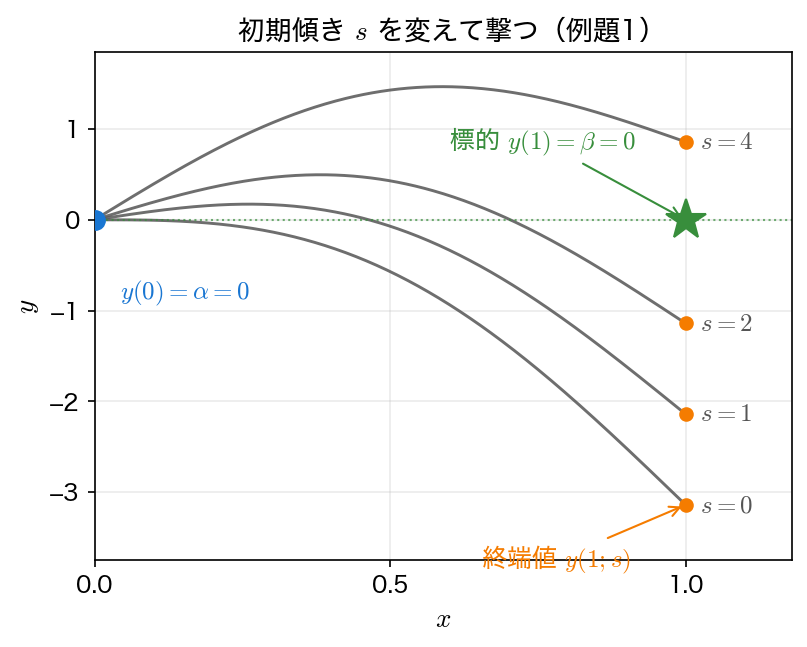 初期傾き s を変えて撃つ（例題1）
1
0
−1
−2
−3
y
標的 y(1) = β = 0
y(0) = α = 0
s = 4
s = 2
s = 1
s = 0
終端値 y(1; s)
0.0
0.5
1.0
x